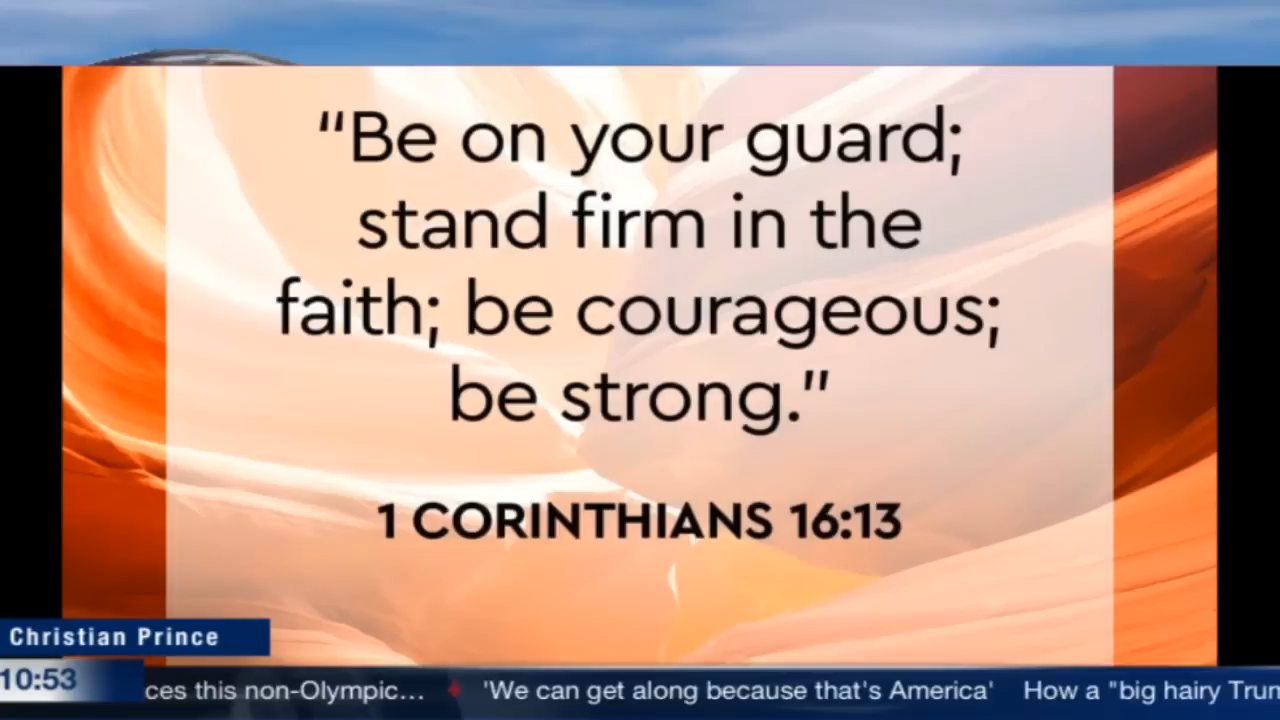 “Be on your guard;
stand firm in the
faith; be courageous;
be strong.”
1 CORINTHIANS 16:13
Christian Prince
10:53
ces this non-Olympic... 'We can get along because that's America' How a "big hairy